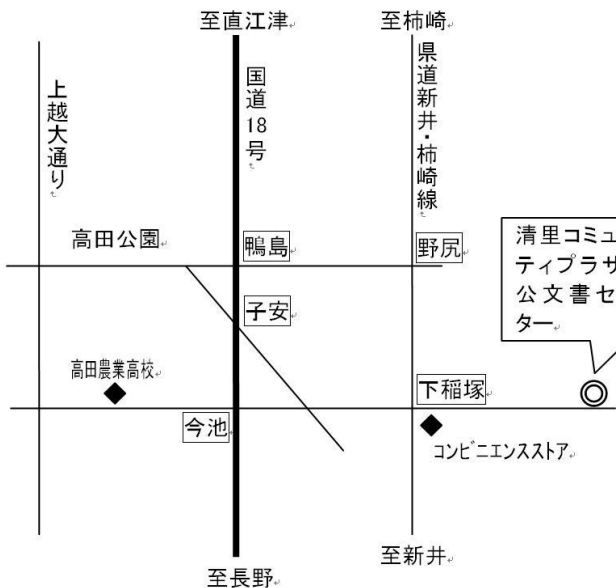 至直江津
至柿崎
上越大通り
国道18号
県道新井・柿崎線
高田公園
鴨島
野尻
清里コミュ
ティプラザ
公文書セ
ター
子安
高田農業高校
下稲塚
今池
コンビニエンスストア
至新井
至長野